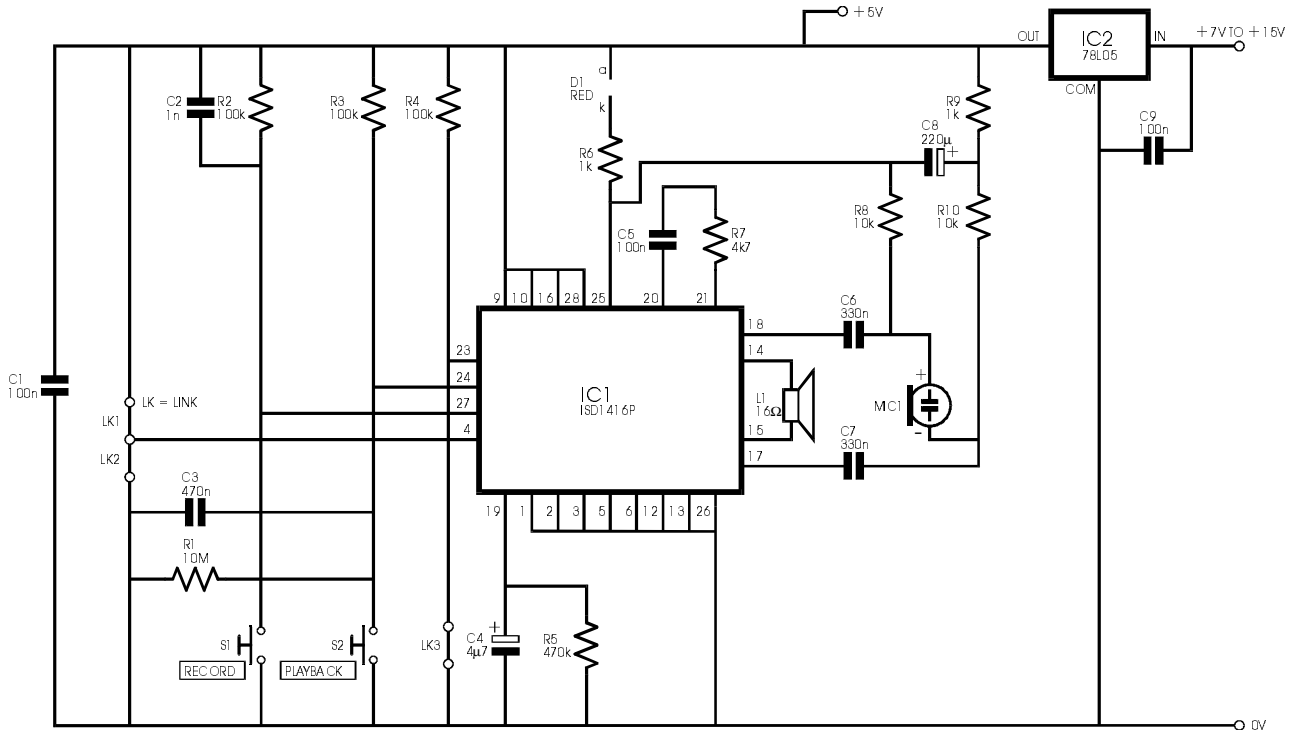 +5V
+7V TO +15V
OUT
IC2
78L05
IN
COM
C9
100n
C2
1n
R2
100k
R3
100k
R4
100k
a
D1
RED
k
R6
1k
C8
220µ
+
R9
1k
R8
10k
R10
10k
C5
100n
R7
4k7
9 10 16 28 25 20 21
C6
330n
18
14
23
24
27
4
IC1
ISD1416P
L1
16Ω
15
17
MIC1
+
-
C7
330n
C1
100n
LK = LINK
LK1
LK2
C3
470n
R1
10M
19 1 2 3 5 6 12 13 26
S1
RECORD
S2
PLAYBACK
LK3
+
C4
4µ7
R5
470k
0V